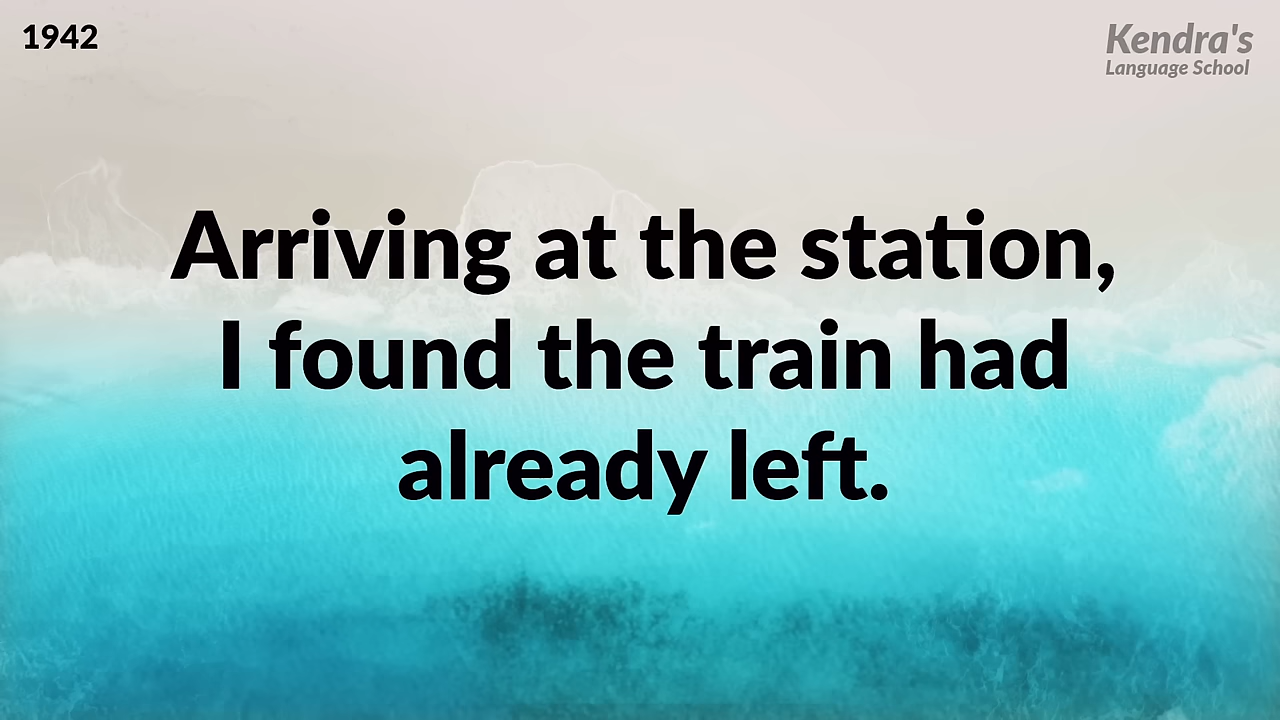 1942
Kendra's
Language School
Arriving at the station,
I found the train had
already left.